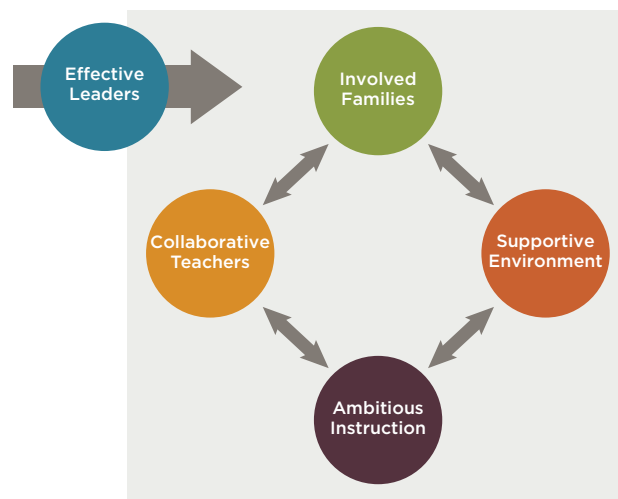 Effective
Leaders
Involved
Families
Collaborative
Teachers
Supportive
Environment
Ambitious
Instruction